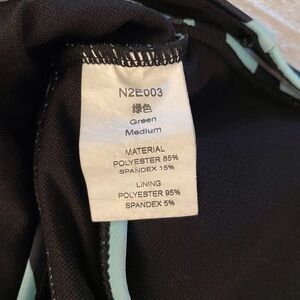 N2E003
绿色
Green
Medium
MATERIAL
POLYESTER 85%
SPANDEX 15%
LINING
POLYESTER 95%
SPANDEX 5%